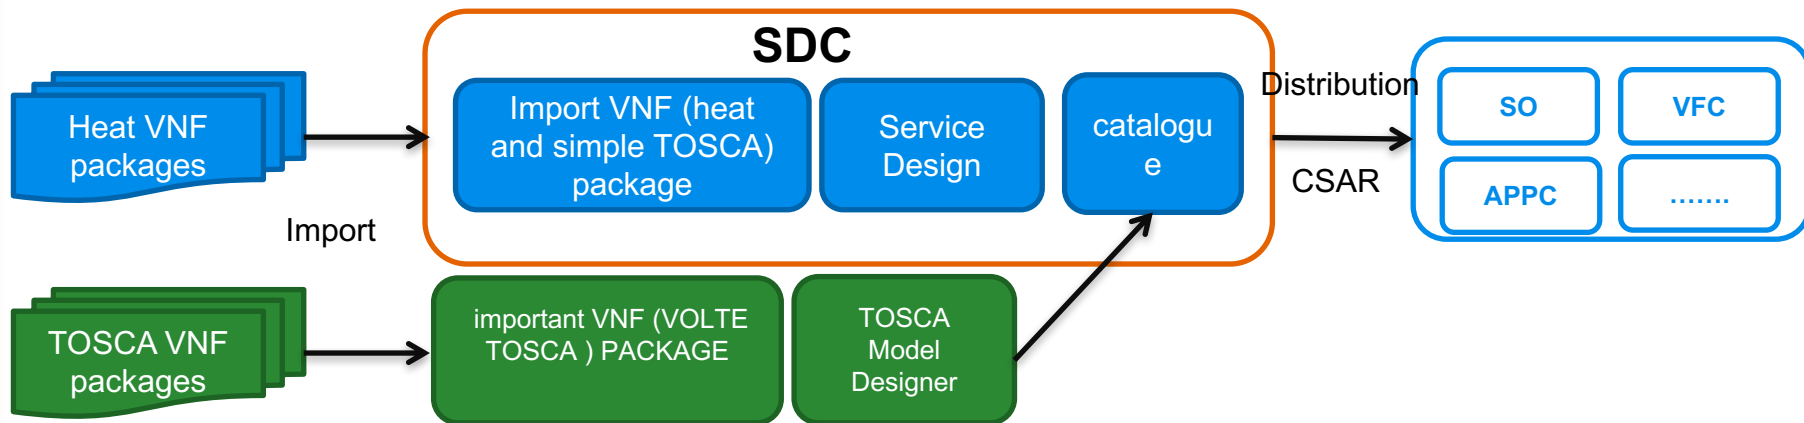 SDC
Heat VNF
packages
Import VNF (heat
and simple TOSCA)
package
Service
Design
catalogu
e
Distribution
CSAR
SO
VFC
APPC
.......
Import
TOSCA VNF
packages
important VNF (VOLTE
TOSCA ) PACKAGE
TOSCA
Model
Designer